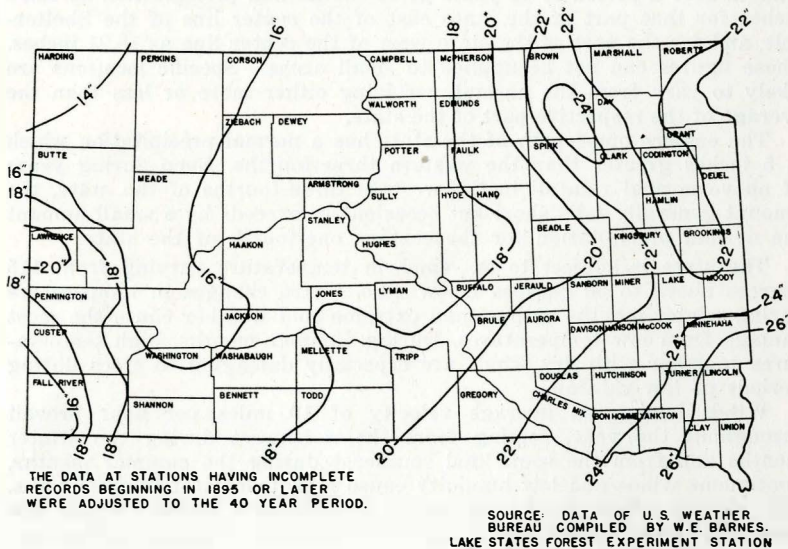 16" 18" 20" 22" 22" 22"
HARDING PERKINS CORSON CAMPBELL McPHERSON BROWN MARSHALL ROBERTS
14"
WALWORTH EDMUNDS DAY
24"
ZIEBACH DEWEY
BUTTE POTTER FAULK SPINK CLARK CODINGTON GRANT
16" MEADE ARMSTRONG DEUEL
18" SULLY HYDE HAND HAMLIN
STANLEY
LAWRENCE HAAKON HUGHES BEADLE KINGSBURY BROOKINGS
20" 18" 16" 18" 20" 22 22"
18"
PENNINGTON JONES LYMAN BUFFALO JERAULD SANBORN MINER LAKE MOODY
24"
CUSTER JACKSON BRULE AURORA DAVISON HANSON McCOOK MINNEHAHA 26"
WASHINGTON WASHABAUGH MELLETTE TRIPP 24"
FALL RIVER DOUGLAS HUTCHINSON TURNER LINCOLN
16" SHANNON BENNETT TODD GREGORY CHARLES MIX
BON HOMME YANKTON
18" 18" 18" 20" 22" 24" 26" CLAY UNION
THE DATA AT STATIONS HAVING INCOMPLETE
RECORDS BEGINNING IN 1895 OR LATER
WERE ADJUSTED TO THE 40 YEAR PERIOD.
SOURCE: DATA OF U.S. WEATHER
BUREAU COMPILED BY W.E. BARNES.
LAKE STATES FOREST EXPERIMENT STATION